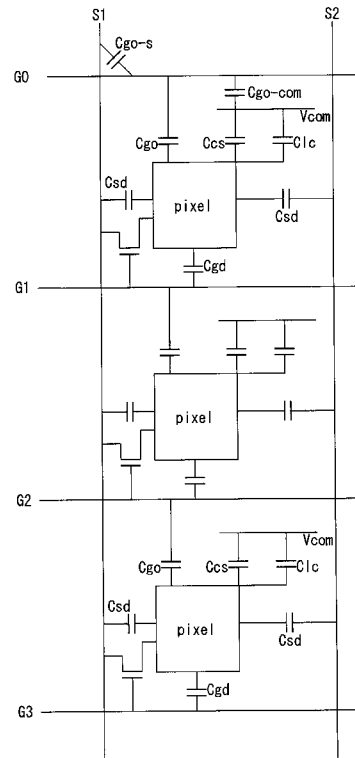 S1 S2
Cgo-s
G0
Cgo-com
Vcom
Cgo Ccs Clc
Csd
pixel
Csd
Cgd
G1
pixel
G2
Vcom
Cgo Ccs Clc
Csd
pixel
Csd
Cgd
G3